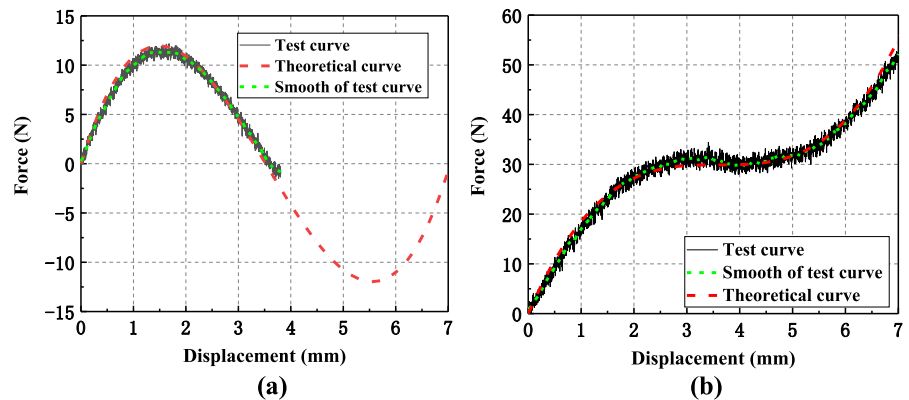 15
10
5
0
−5
−10
−15
Force (N)
Test curve
Theoretical curve
Smooth of test curve
0 1 2 3 4 5 6 7
Displacement (mm)
(a)
60
50
40
30
20
10
0
Force (N)
Test curve
Smooth of test curve
Theoretical curve
0 1 2 3 4 5 6 7
Displacement (mm)
(b)